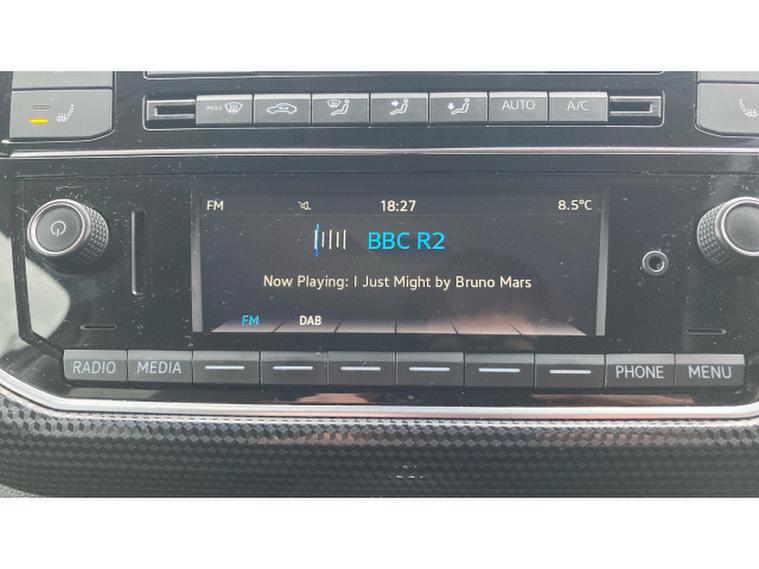 MAX AUTO A/C
FM 18:27 8.5°C
BBC R2
Now Playing: I Just Might by Bruno Mars
FM DAB
RADIO MEDIA PHONE MENU